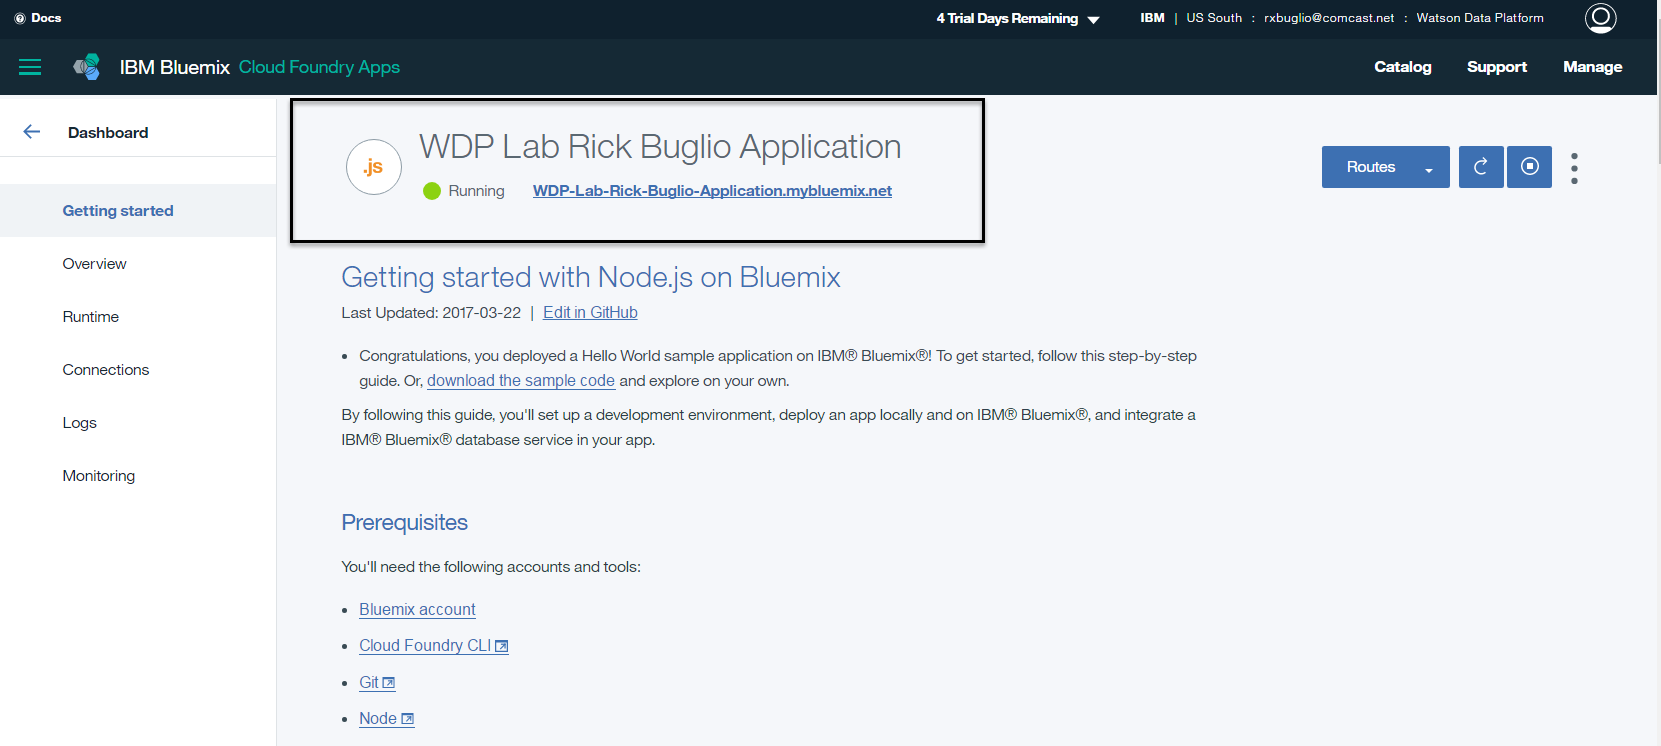 Docs
4 Trial Days Remaining
IBM | US South : rxbuglio@comcast.net : Watson Data Platform
IBM Bluemix Cloud Foundry Apps
Catalog Support Manage
Dashboard
Getting started
Overview
Runtime
Connections
Logs
Monitoring
.js
WDP Lab Rick Buglio Application
Running WDP-Lab-Rick-Buglio-Application.mybluemix.net
Routes
Getting started with Node.js on Bluemix
Last Updated: 2017-03-22 | Edit in GitHub
• Congratulations, you deployed a Hello World sample application on IBM® Bluemix®! To get started, follow this step-by-step
guide. Or, download the sample code and explore on your own.
By following this guide, you'll set up a development environment, deploy an app locally and on IBM® Bluemix®, and integrate a
IBM® Bluemix® database service in your app.
Prerequisites
You'll need the following accounts and tools:
• Bluemix account
• Cloud Foundry CLI
• Git
• Node